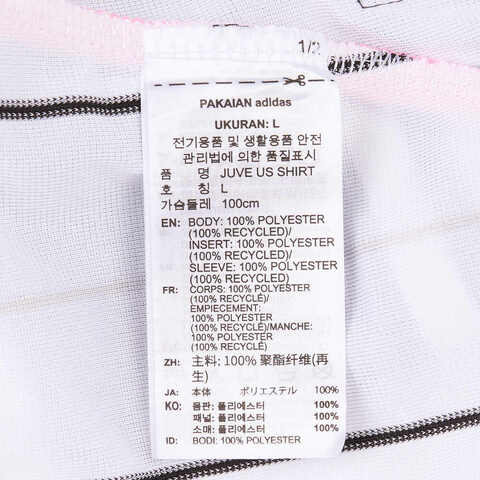 1/2
PAKAIAN adidas
UKURAN: L
전기용품 및 생활용품 안전
관리법에 의한 품질표시
품 명 JUVE US SHIRT
호 칭 L
가슴둘레 100cm
EN: BODY: 100% POLYESTER
(100% RECYCLED)/
INSERT: 100% POLYESTER
(100% RECYCLED)/
SLEEVE: 100% POLYESTER
(100% RECYCLED)
FR: CORPS: 100% POLYESTER
(100% RECYCLÉ)/
EMPIECEMENT:
100% POLYESTER
(100% RECYCLÉ)/MANCHE:
100% POLYESTER
(100% RECYCLÉ)
ZH: 主料: 100% 聚酯纤维(再
生)
JA: 本体 ポリエステル 100%
KO: 몸판: 폴리에스터 100%
패널: 폴리에스터 100%
소매: 폴리에스터 100%
ID: BODI: 100% POLYESTER